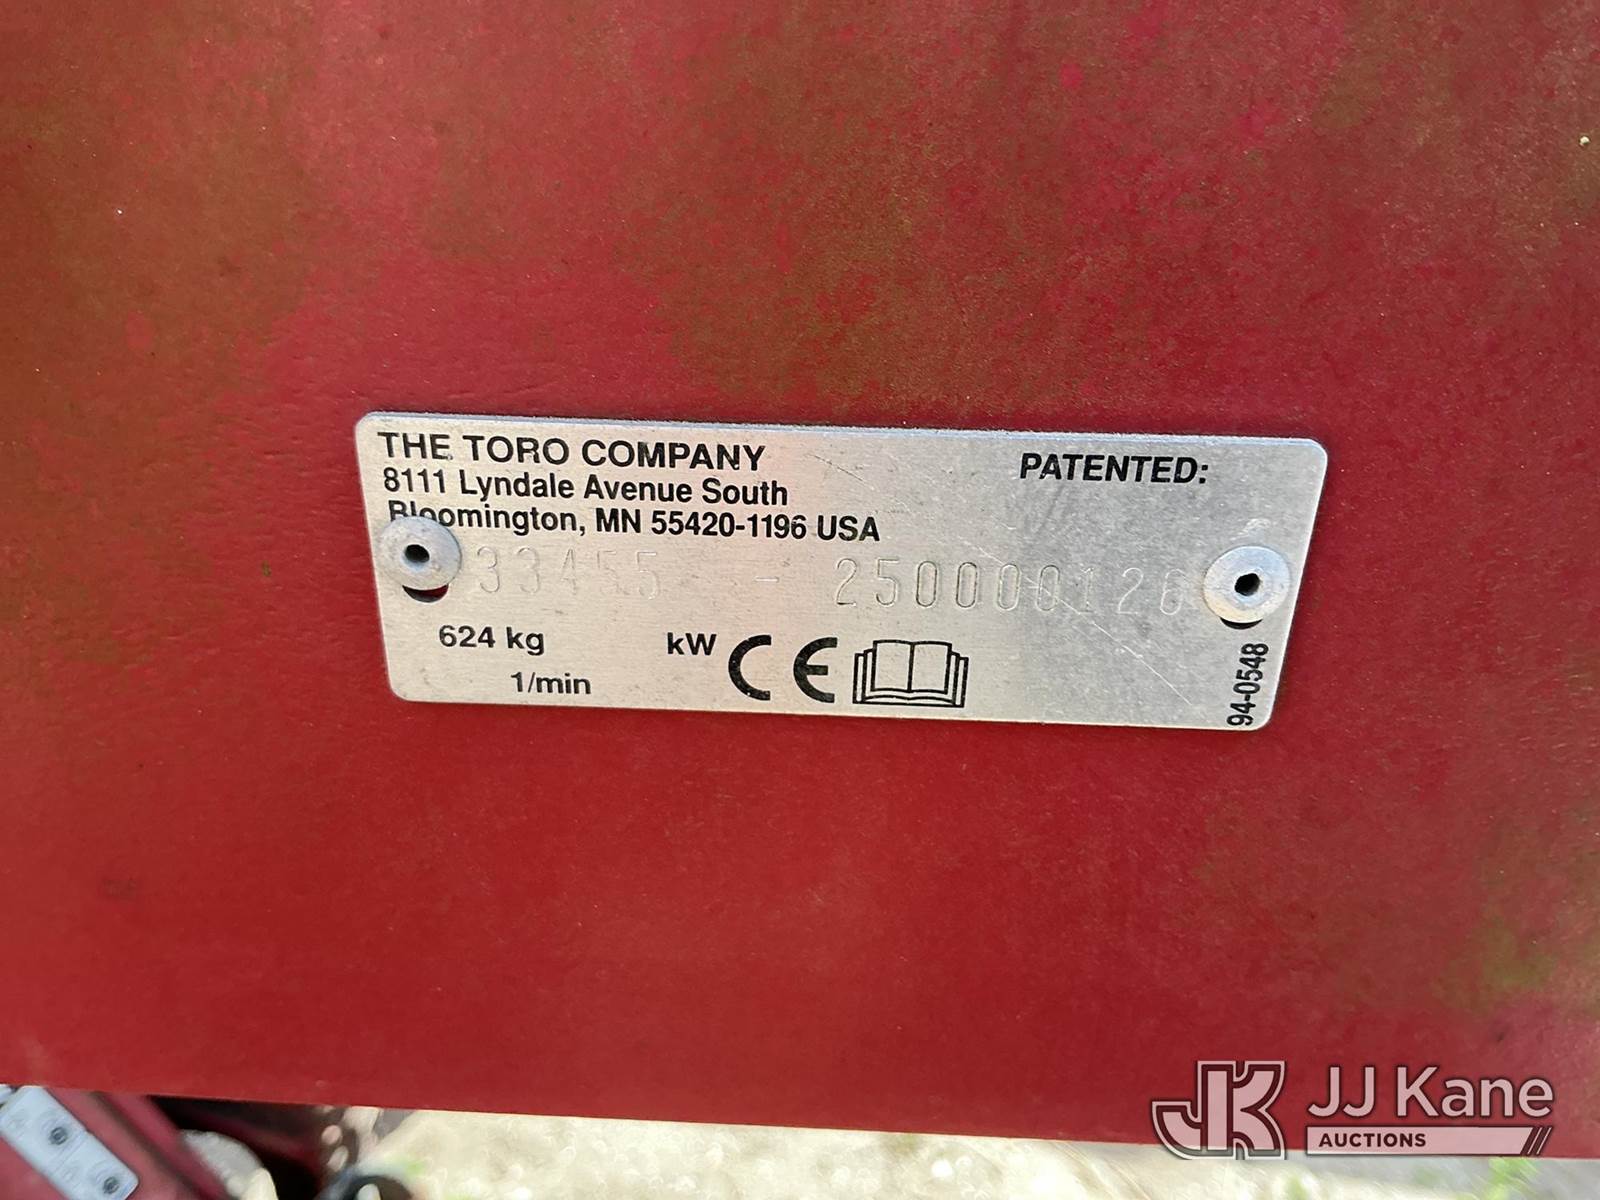 THE TORO COMPANY
8111 Lyndale Avenue South
Bloomington, MN 55420-1196 USA
PATENTED:
33455 - 250000126
624 kg
kW
CE
1/min
94-0548
JK
JJ Kane
AUCTIONS